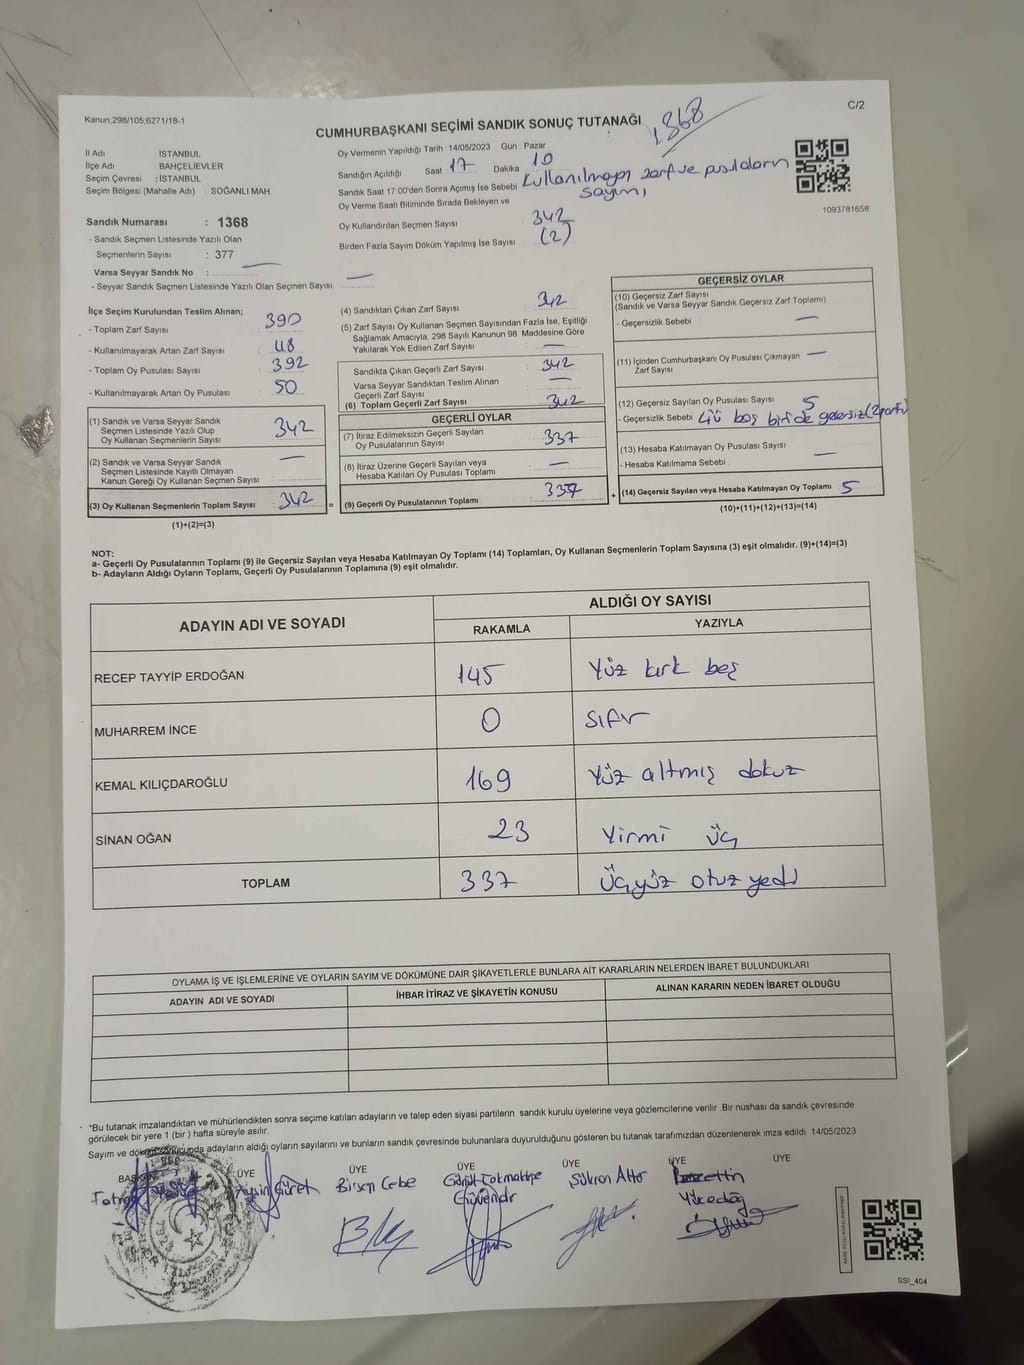 Kanun;298/105;6271/18-1
C/2
CUMHURBAŞKANI SEÇİMİ SANDIK SONUÇ TUTANAĞI
1368
İl Adı : İSTANBUL
İlçe Adı : BAHÇELİEVLER
Seçim Çevresi : İSTANBUL
Seçim Bölgesi (Mahalle Adı) : SOĞANLI MAH.
Oy Vermenin Yapıldığı Tarih : 14/05/2023 Gün : Pazar
Sandığın Açıldığı Saat : 17 Dakika : 10
Sandık Saat 17:00'den Sonra Açımış İse Sebebi : Kullanılmayan zarf ve pusulaların sayımı
Oy Verme Saati Bitiminde Sırada Bekleyen ve
Oy Kullandırılan Seçmen Sayısı : 342
Birden Fazla Sayım Döküm Yapılmış İse Sayısı : (2)
1093781658
Sandık Numarası : 1368
- Sandık Seçmen Listesinde Yazılı Olan
Seçmenlerin Sayısı : 377
Varsa Seyyar Sandık No : —
- Seyyar Sandık Seçmen Listesinde Yazılı Olan Seçmen Sayısı: —
İlçe Seçim Kurulundan Teslim Alınan;
- Toplam Zarf Sayısı : 390
- Kullanılmayarak Artan Zarf Sayısı : 48
- Toplam Oy Pusulası Sayısı : 392
- Kullanılmayarak Artan Oy Pusulası : 50
(1) Sandık ve Varsa Seyyar Sandık
Seçmen Listesinde Yazılı Olup
Oy Kullanan Seçmenlerin Sayısı : 342
(2) Sandık ve Varsa Seyyar Sandık
Seçmen Listesinde Kayıtlı Olmayan
Kanun Gereği Oy Kullanan Seçmen Sayısı : —
(3) Oy Kullanan Seçmenlerin Toplam Sayısı : 342
(1)+(2)=(3)
(4) Sandıktan Çıkan Zarf Sayısı : 342
(5) Zarf Sayısı Oy Kullanan Seçmen Sayısından Fazla İse, Eşitliği
Sağlamak Amacıyla, 298 Sayılı Kanunun 98. Maddesine Göre
Yakılarak Yok Edilen Zarf Sayısı : —
Sandıkta Çıkan Geçerli Zarf Sayısı : 342
Varsa Seyyar Sandıktan Teslim Alınan
Geçerli Zarf Sayısı : —
(6) Toplam Geçerli Zarf Sayısı : 342
GEÇERLİ OYLAR
(7) İtiraz Edilmeksizin Geçerli Sayılan
Oy Pusulalarının Sayısı : 337
(8) İtiraz Üzerine Geçerli Sayılan veya
Hesaba Katılan Oy Pusulası Toplamı : —
(9) Geçerli Oy Pusulalarının Toplamı : 337
GEÇERSİZ OYLAR
(10) Geçersiz Zarf Sayısı
(Sandık ve Varsa Seyyar Sandık Geçersiz Zarf Toplamı)
- Geçersizlik Sebebi : —
(11) İçinden Cumhurbaşkanı Oy Pusulası Çıkmayan —
Zarf Sayısı
(12) Geçersiz Sayılan Oy Pusulası Sayısı : 5
- Geçersizlik Sebebi : boş biri de
(13) Hesaba Katılmayan Oy Pusulası Sayısı
- Hesaba Katılmama Sebebi : —
(14) Geçersiz Sayılan veya Hesaba Katılmayan Oy Toplamı : 5
(10)+(11)+(12)+(13)=(14)
NOT:
a- Geçerli Oy Pusulalarının Toplamı (9) ile Geçersiz Sayılan veya Hesaba Katılmayan Oy Toplamı (14) Toplamları, Oy Kullanan Seçmenlerin Toplam Sayısına (3) eşit olmalıdır. (9)+(14)=(3)
b- Adayların Aldığı Oyların Toplamı, Geçerli Oy Pusulalarının Toplamına (9) eşit olmalıdır.
ADAYIN ADI VE SOYADI
ALDIĞI OY SAYISI
RAKAMLA YAZIYLA
RECEP TAYYİP ERDOĞAN 145 Yüz kırk beş
MUHARREM İNCE 0 sıfır
KEMAL KILIÇDAROĞLU 169 Yüz altmış dokuz
SİNAN OĞAN 23 Yirmi üç
TOPLAM 337 Üçyüz otuz yedi
OYLAMA İŞ VE İŞLEMLERİNE VE OYLARIN SAYIM VE DÖKÜMÜNE DAİR ŞİKAYETLERLE BUNLARA AİT KARARLARIN NELERDEN İBARET BULUNDUKLARI
ADAYIN ADI VE SOYADI İHBAR İTİRAZ VE ŞİKAYETİN KONUSU ALINAN KARARIN NEDEN İBARET OLDUĞU
*Bu tutanak imzalandıktan ve mühürlendikten sonra seçime katılan adayların ve talep eden siyasi partilerin sandık kurulu üyelerine veya gözlemcilerine verilir .Bir nüshası da sandık çevresinde
görülecek bir yere 1 (bir ) hafta süreyle asılır.
Sayım ve döküm sonucunda adayların aldığı oyların sayılarını ve bunların sandık çevresinde bulunanlara duyurulduğunu gösteren bu tutanak tarafımızdan düzenlenerek imza edildi 14/05/2023
BAŞKAN ÜYE ÜYE ÜYE ÜYE ÜYE ÜYE
Birsen Cebe
SSI_404